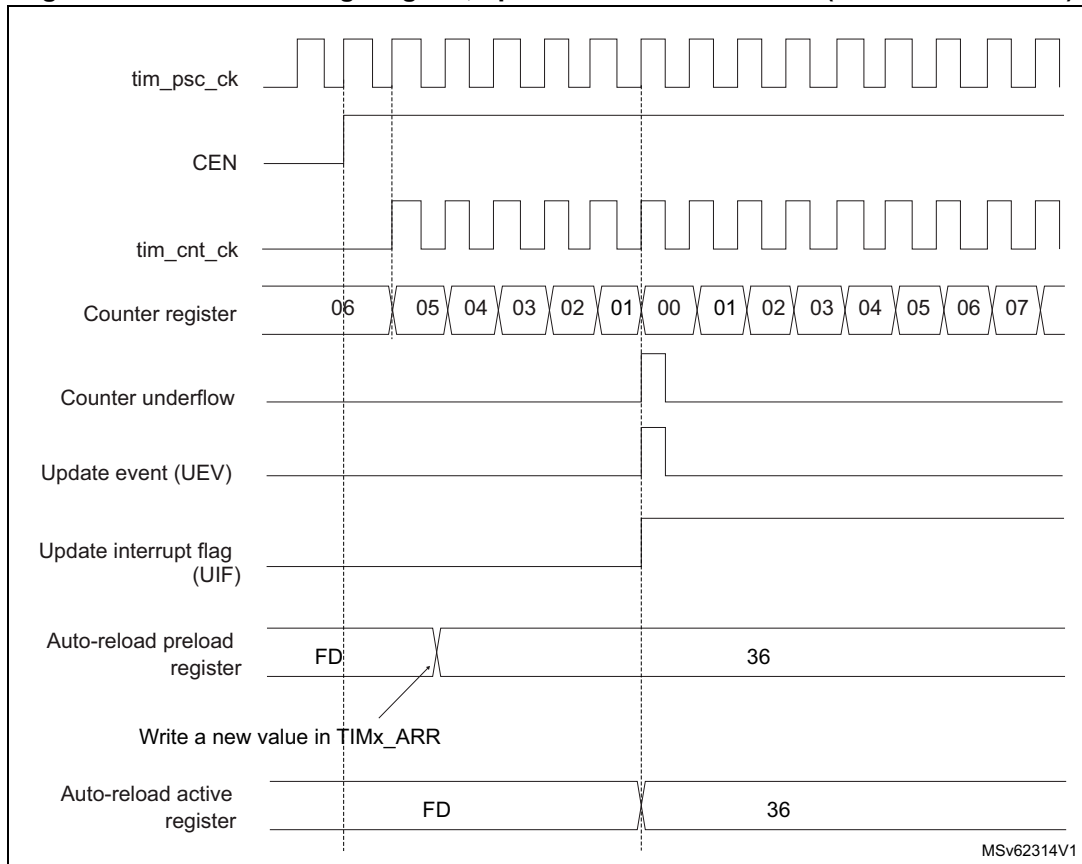 tim_psc_ck
CEN
tim_cnt_ck
Counter register 06 05 04 03 02 01 00 01 02 03 04 05 06 07
Counter underflow
Update event (UEV)
Update interrupt flag
(UIF)
Auto-reload preload
register
FD 36
Write a new value in TIMx_ARR
Auto-reload active
register
FD 36
MSv62314V1